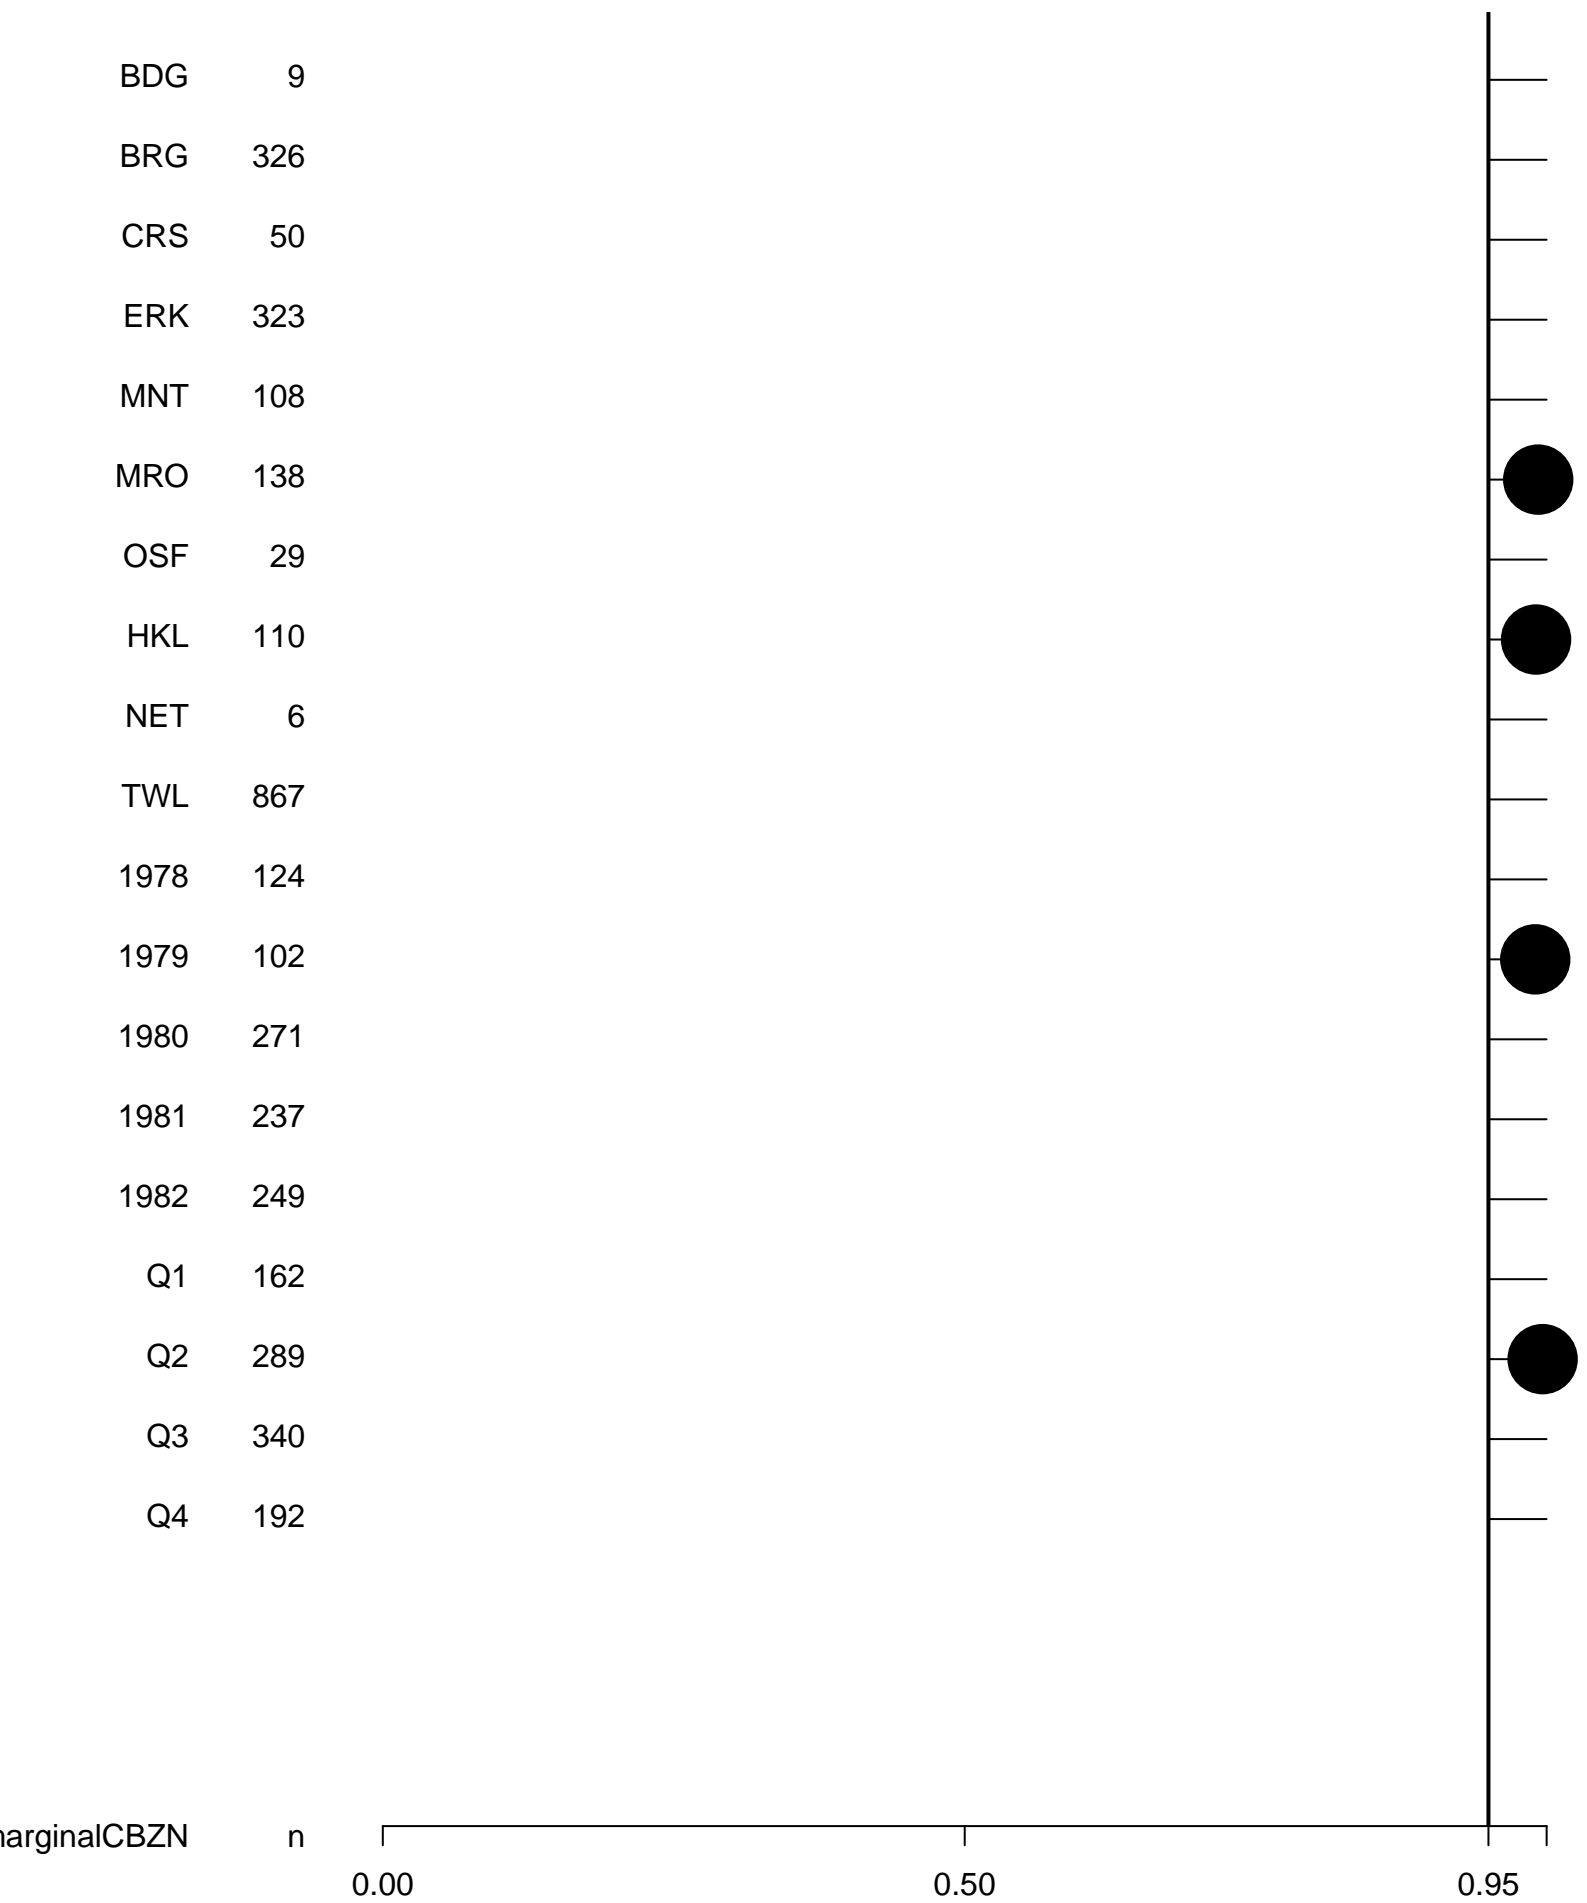 BDG 9
BRG 326
CRS 50
ERK 323
MNT 108
MRO 138
OSF 29
HKL 110
NET 6
TWL 867
1978 124
1979 102
1980 271
1981 237
1982 249
Q1 162
Q2 289
Q3 340
Q4 192
arginalCBZN n
0.00 0.50 0.95